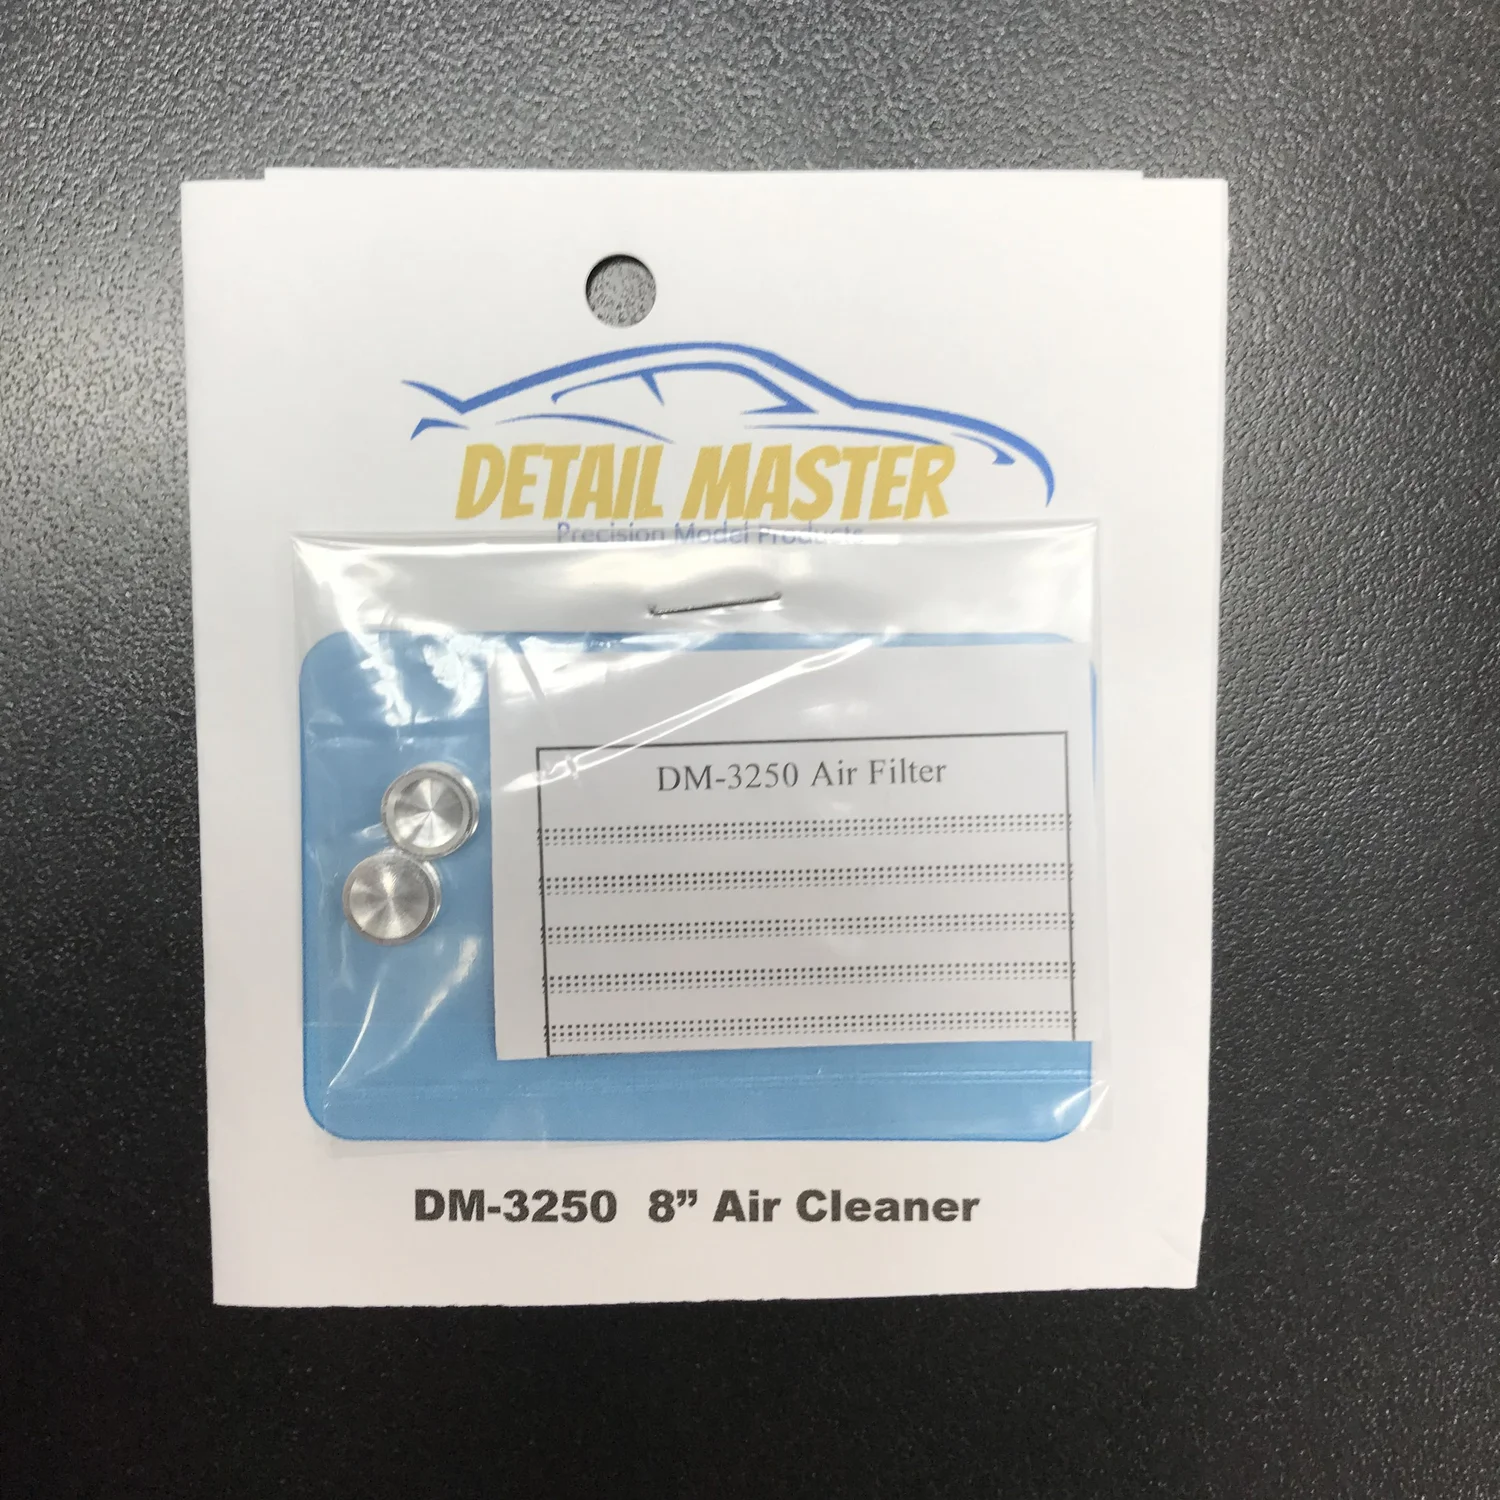 DETAIL MASTER
Precision Model Products
DM-3250 Air Filter
DM-3250 8” Air Cleaner